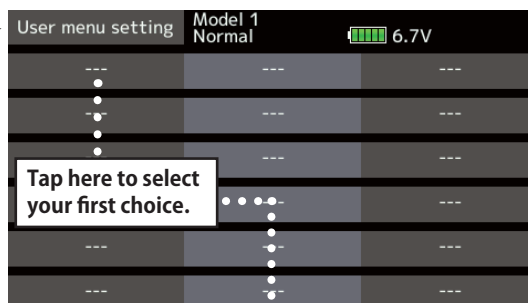 User menu setting
Model 1
Normal
6.7V
--- --- ---
--- --- ---
--- --- ---
Tap here to select
your first choice.
--- ---
--- --- ---
--- --- ---